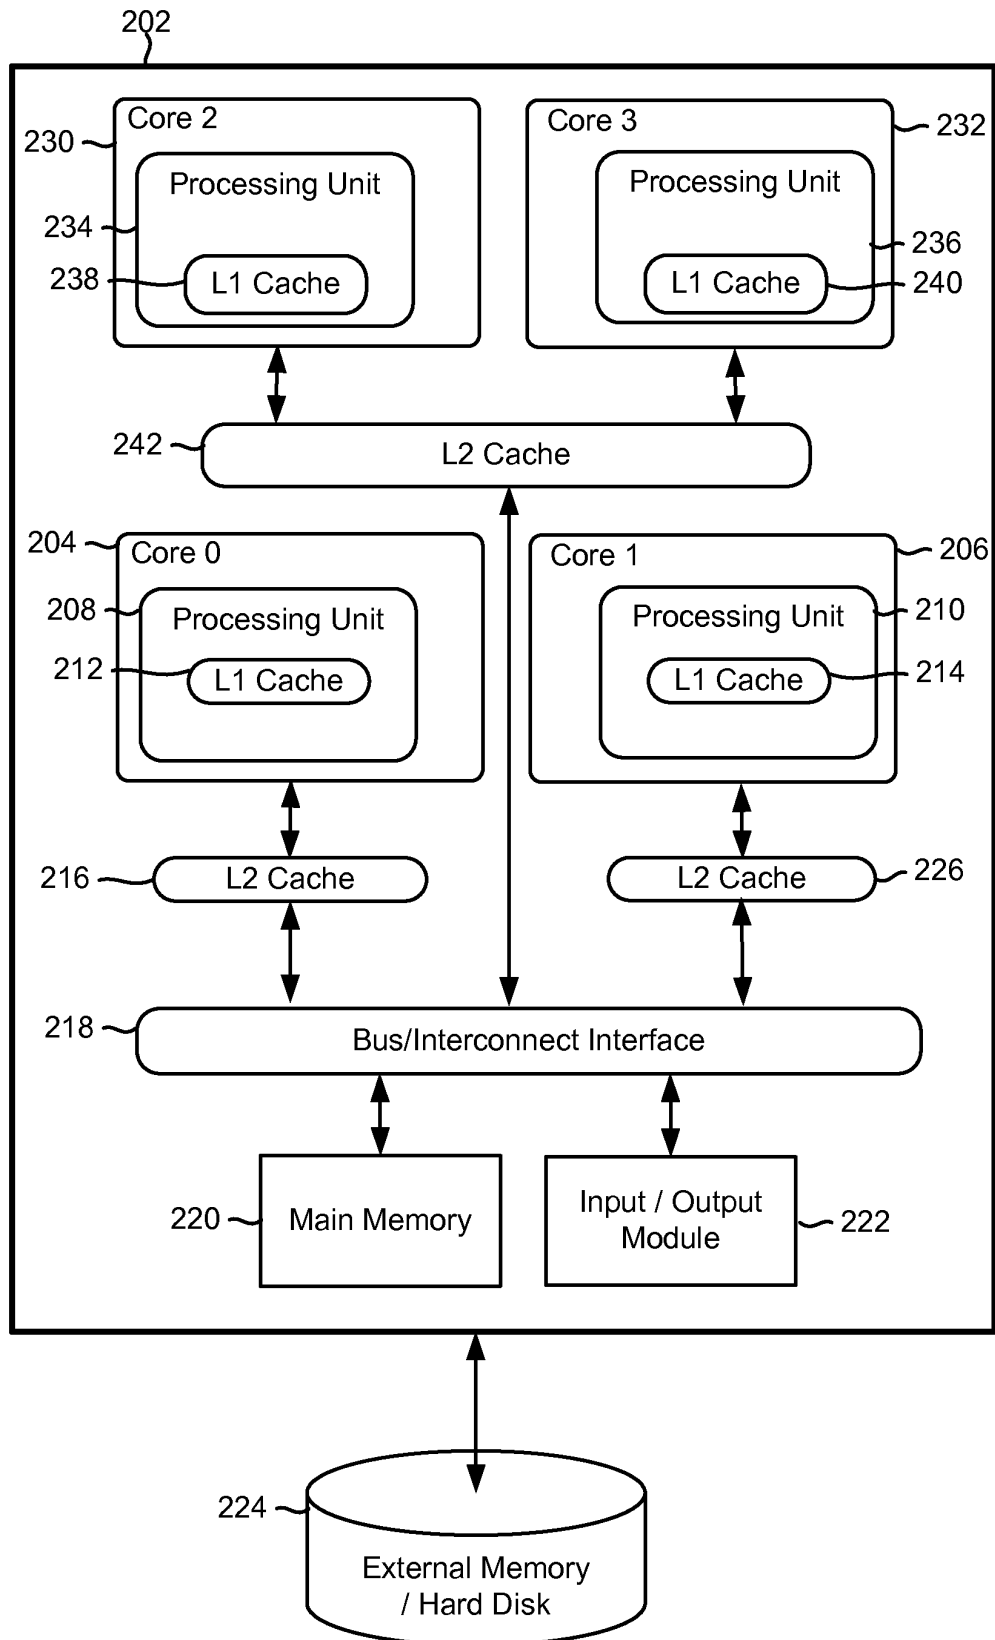 202
Core 2
Core 3
230
232
Processing Unit
Processing Unit
234
236
238
L1 Cache
L1 Cache
240
242
L2 Cache
204
Core 0
Core 1
206
208
Processing Unit
Processing Unit
210
212
L1 Cache
L1 Cache
214
216
L2 Cache
L2 Cache
226
218
Bus/Interconnect Interface
220
Main Memory
Input / Output
Module
222
224
External Memory
/ Hard Disk